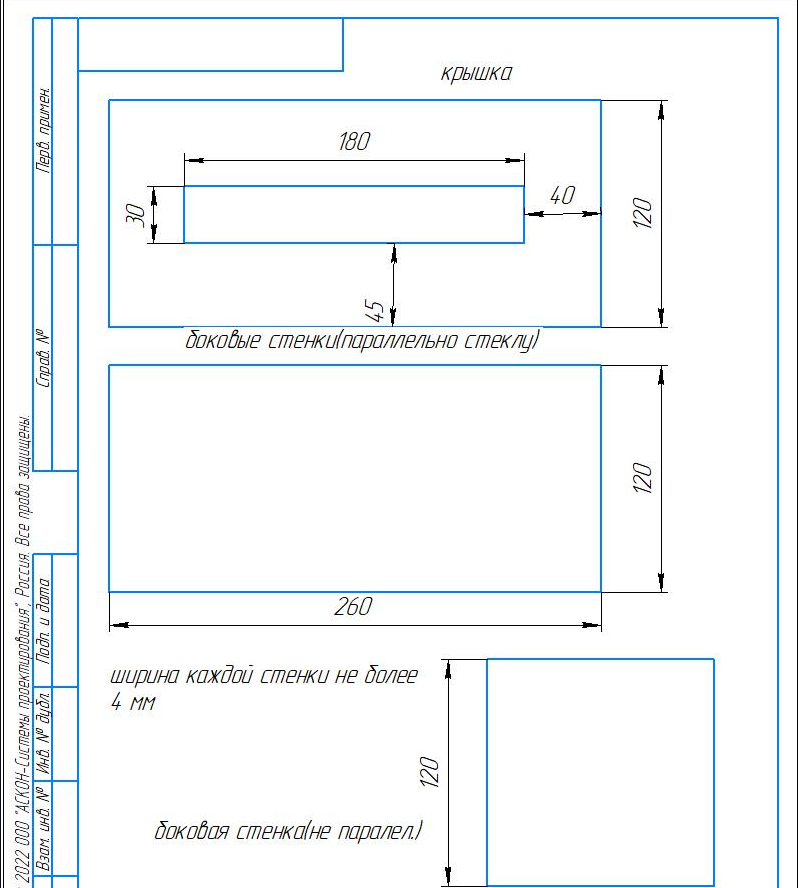 крышка
180
30
40
120
45
боковые стенки(параллельно стеклу)
120
260
ширина каждой стенки не более
4 мм
120
боковая стенка(не паралел.)
Перв. примен.
Справ. №
Подп. и дата
Инв. № дубл.
Взам. инв. №
2022 ООО "АСКОН-Системы проектирования", Россия. Все права защищены.